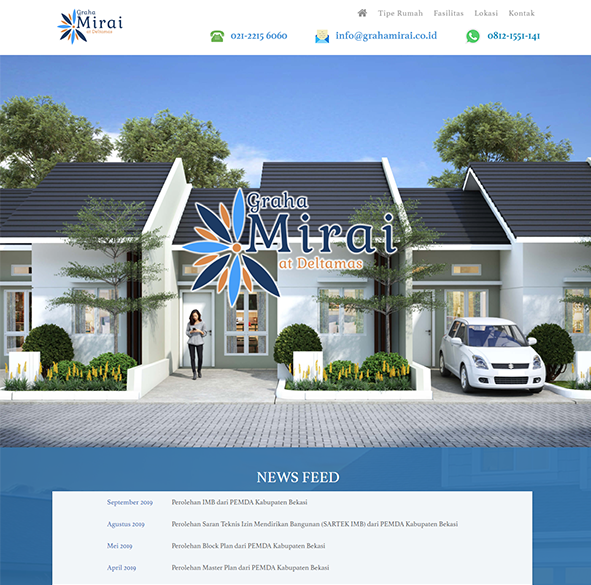 Graha
Mirai
at Deltamas
Tipe Rumah Fasilitas Lokasi Kontak
021-2215 6060 info@grahamirai.co.id 0812-1551-141
Graha
Mirai
at Deltamas
NEWS FEED
September 2019 Perolehan IMB dari PEMDA Kabupaten Bekasi
Agustus 2019 Perolehan Saran Teknis Izin Mendirikan Bangunan (SARTEK IMB) dari PEMDA Kabupaten Bekasi
Mei 2019 Perolehan Block Plan dari PEMDA Kabupaten Bekasi
April 2019 Perolehan Master Plan dari PEMDA Kabupaten Bekasi